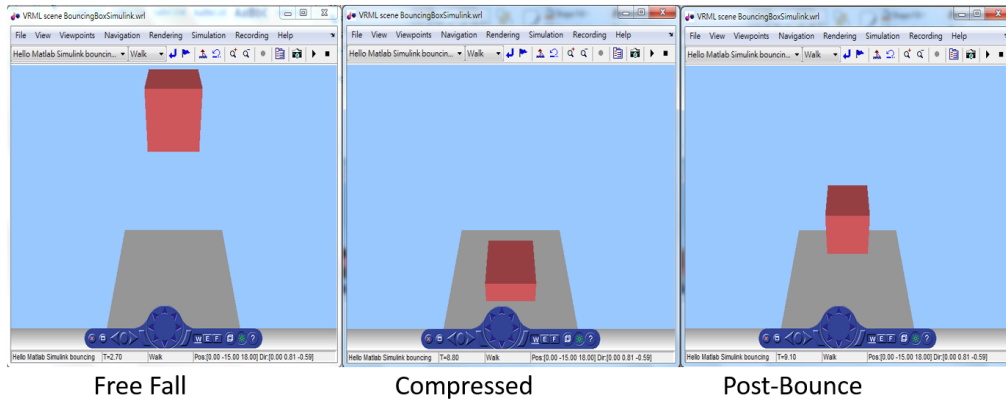 VRML scene BouncingBoxSimulink.wrl
File View Viewpoints Navigation Rendering Simulation Recording Help
Hello Matlab Simulink bouncin... Walk
W E F ?
Hello Matlab Simulink bouncing T=2.70 Walk Pos:[0.00 -15.00 18.00] Dir:[0.00 0.81 -0.59]
Free Fall
VRML scene BouncingBoxSimulink.wrl
File View Viewpoints Navigation Rendering Simulation Recording Help
Hello Matlab Simulink bouncin... Walk
W E F ?
Hello Matlab Simulink bouncing T=8.80 Walk Pos:[0.00 -15.00 18.00] Dir:[0.00 0.81 -0.59]
Compressed
VRML scene BouncingBoxSimulink.wrl
File View Viewpoints Navigation Rendering Simulation Recording Help
Hello Matlab Simulink bouncin... Walk
W E F ?
Hello Matlab Simulink bouncing T=9.10 Walk Pos:[0.00 -15.00 18.00] Dir:[0.00 0.81 -0.59]
Post-Bounce